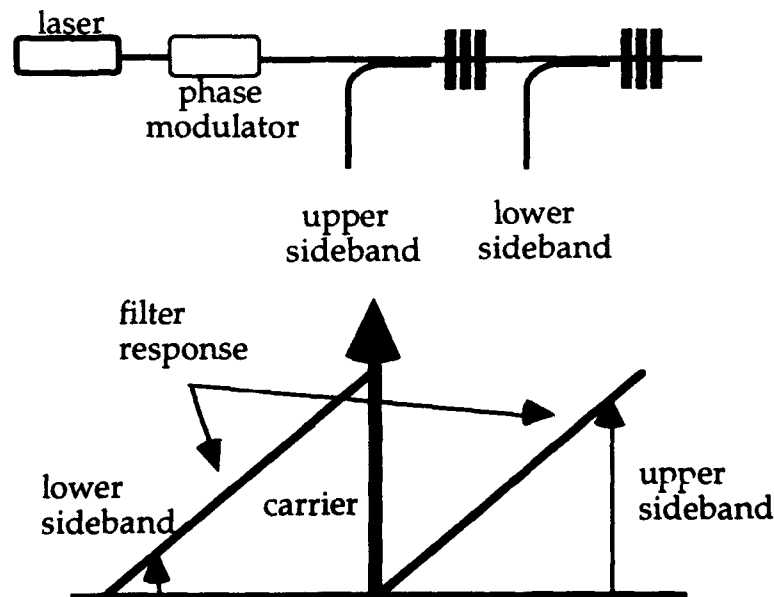 laser
phase
modulator
upper
sideband
lower
sideband
filter
response
lower
sideband
carrier
upper
sideband